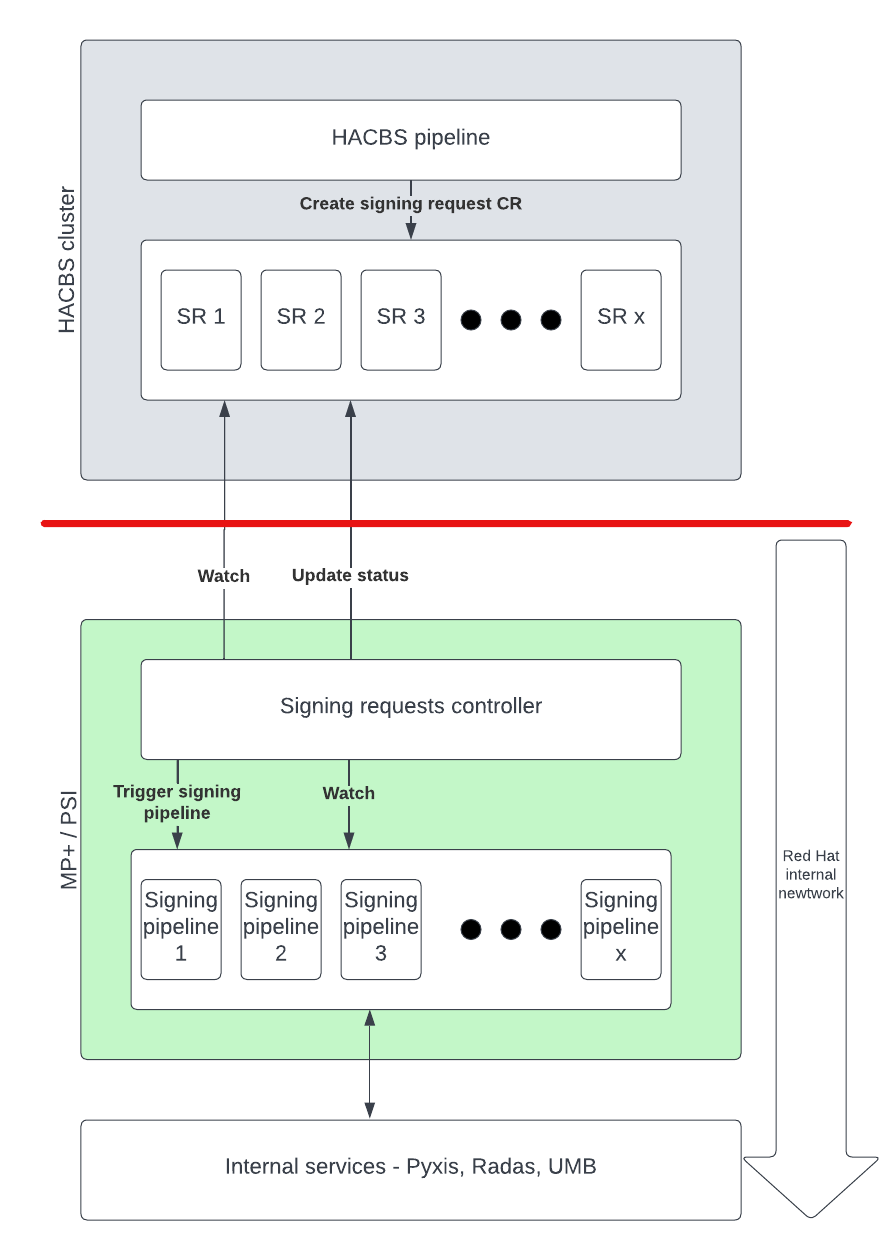 HACBS pipeline
Create signing request CR
HACBS cluster
SR 1
SR 2
SR 3
SR x
Watch
Update status
Signing requests controller
MP+ / PSI
Trigger signing
pipeline
Watch
Signing
pipeline
1
Signing
pipeline
2
Signing
pipeline
3
Signing
pipeline
x
Red Hat
internal
newtwork
Internal services - Pyxis, Radas, UMB